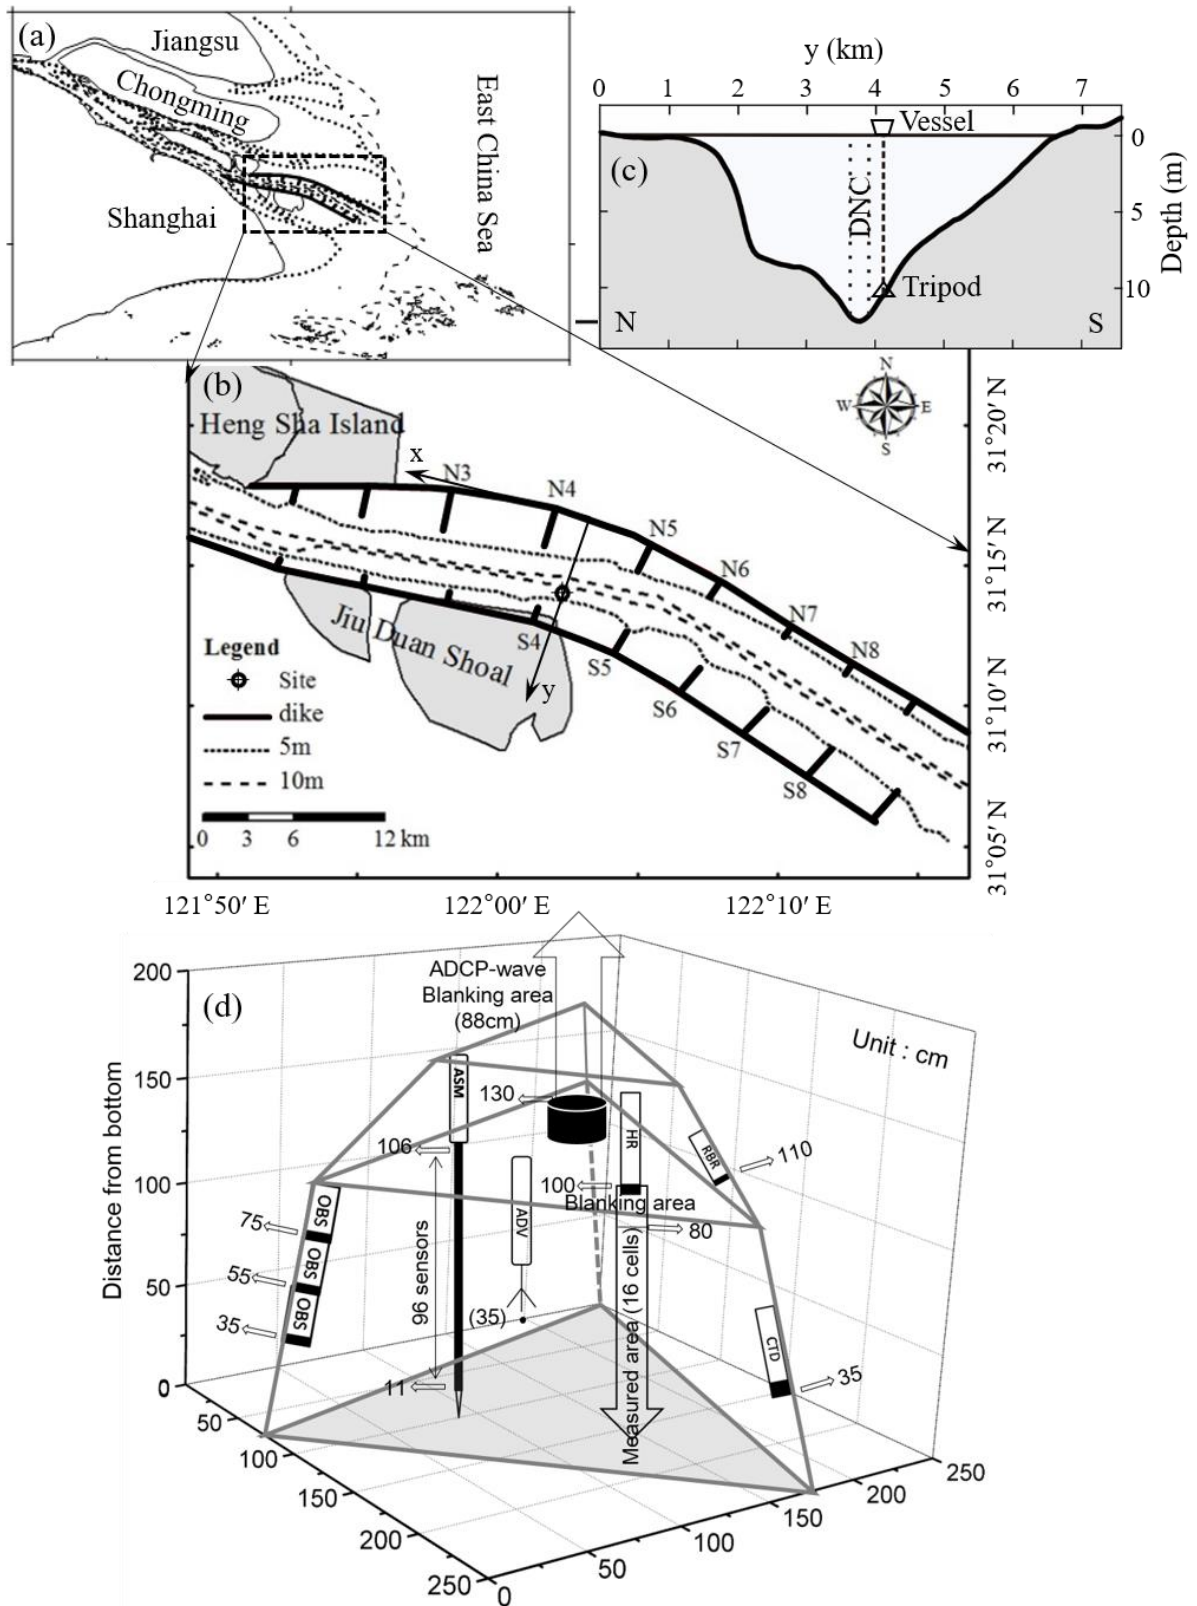 (a)
Jiangsu
Chongming
Shanghai
East China Sea
y (km)
0 1 2 3 4 5 6 7
Vessel
(c)
DNC
Tripod
N
S
0
5
10
Depth (m)
(b)
Heng Sha Island
x
N3
N4
N5
N6
N7
N8
N
W
E
S
31°20′ N
31°15′ N
31°10′ N
31°05′ N
Jiu Duan Shoal
S4
S5
S6
S7
S8
y
Legend
Site
dike
5m
10m
0 3 6 12 km
121°50′ E 122°00′ E 122°10′ E
(d)
ADCP-wave
Blanking area
(88cm)
Unit : cm
200
150
100
50
0
Distance from bottom
ASM
130
106
HR
RBR
110
100
Blanking area
80
OBS
75
OBS
55
OBS
35
96 sensors
ADV
(35)
11
Measured area (16 cells)
CTD
35
50
100
150
200
250
0
50
100
150
200
250